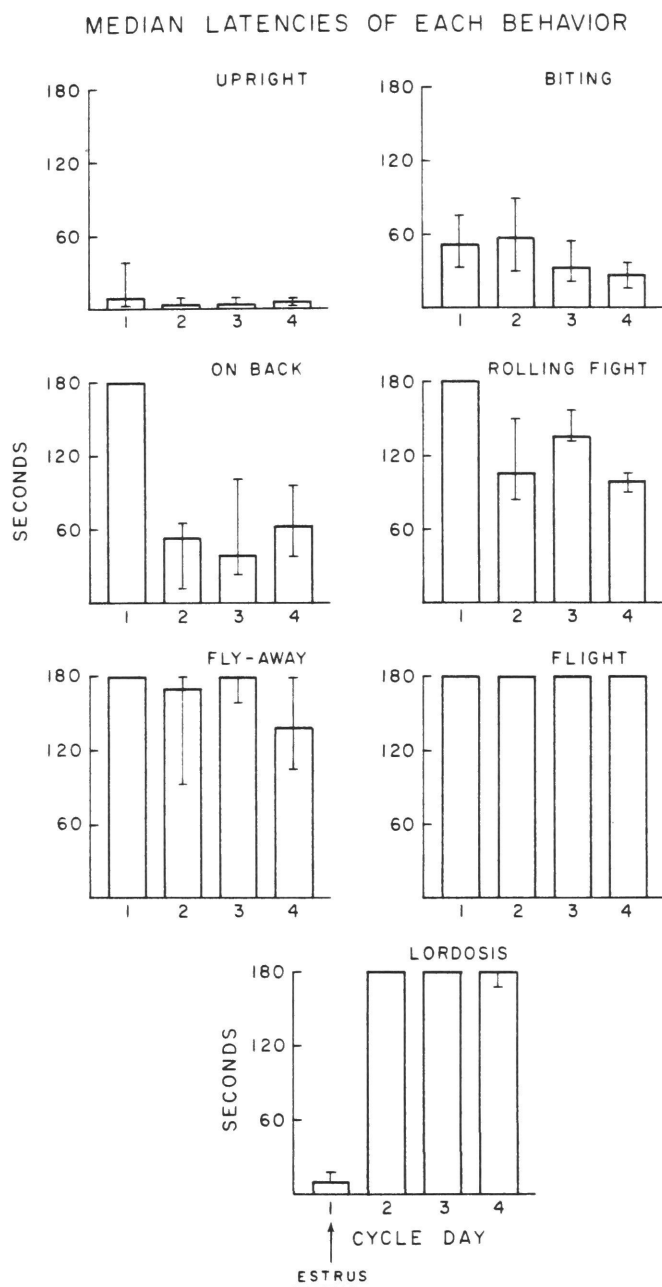 MEDIAN LATENCIES OF EACH BEHAVIOR
UPRIGHT
180
120
60
1 2 3 4
BITING
180
120
60
1 2 3 4
SECONDS
ON BACK
180
120
60
1 2 3 4
ROLLING FIGHT
180
120
60
1 2 3 4
FLY-AWAY
180
120
60
1 2 3 4
FLIGHT
180
120
60
1 2 3 4
LORDOSIS
SECONDS
180
120
60
1 2 3 4
CYCLE DAY
ESTRUS